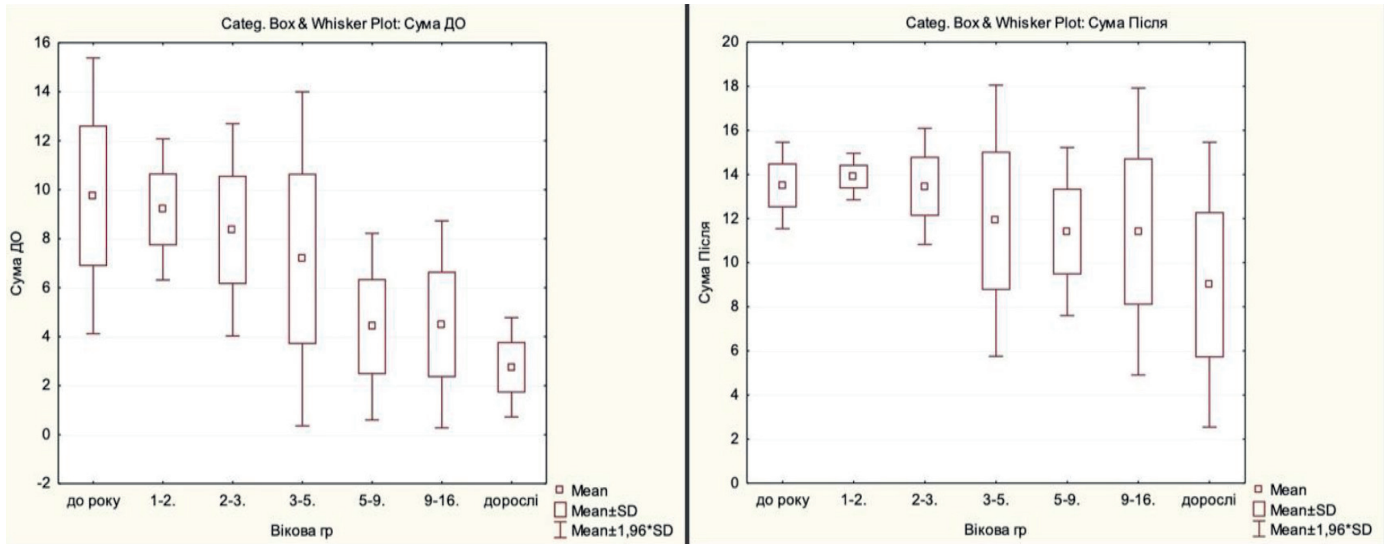 Categ. Box & Whisker Plot: Сума ДО
Сума ДО
16
14
12
10
8
6
4
2
0
-2
до року
1-2.
2-3.
3-5.
5-9.
9-16.
дорослі
Вікова гр
Mean
Mean±SD
Mean±1,96*SD
Categ. Box & Whisker Plot: Сума Після
Сума Після
20
18
16
14
12
10
8
6
4
2
0
до року
1-2.
2-3.
3-5.
5-9.
9-16.
дорослі
Вікова гр
Mean
Mean±SD
Mean±1,96*SD